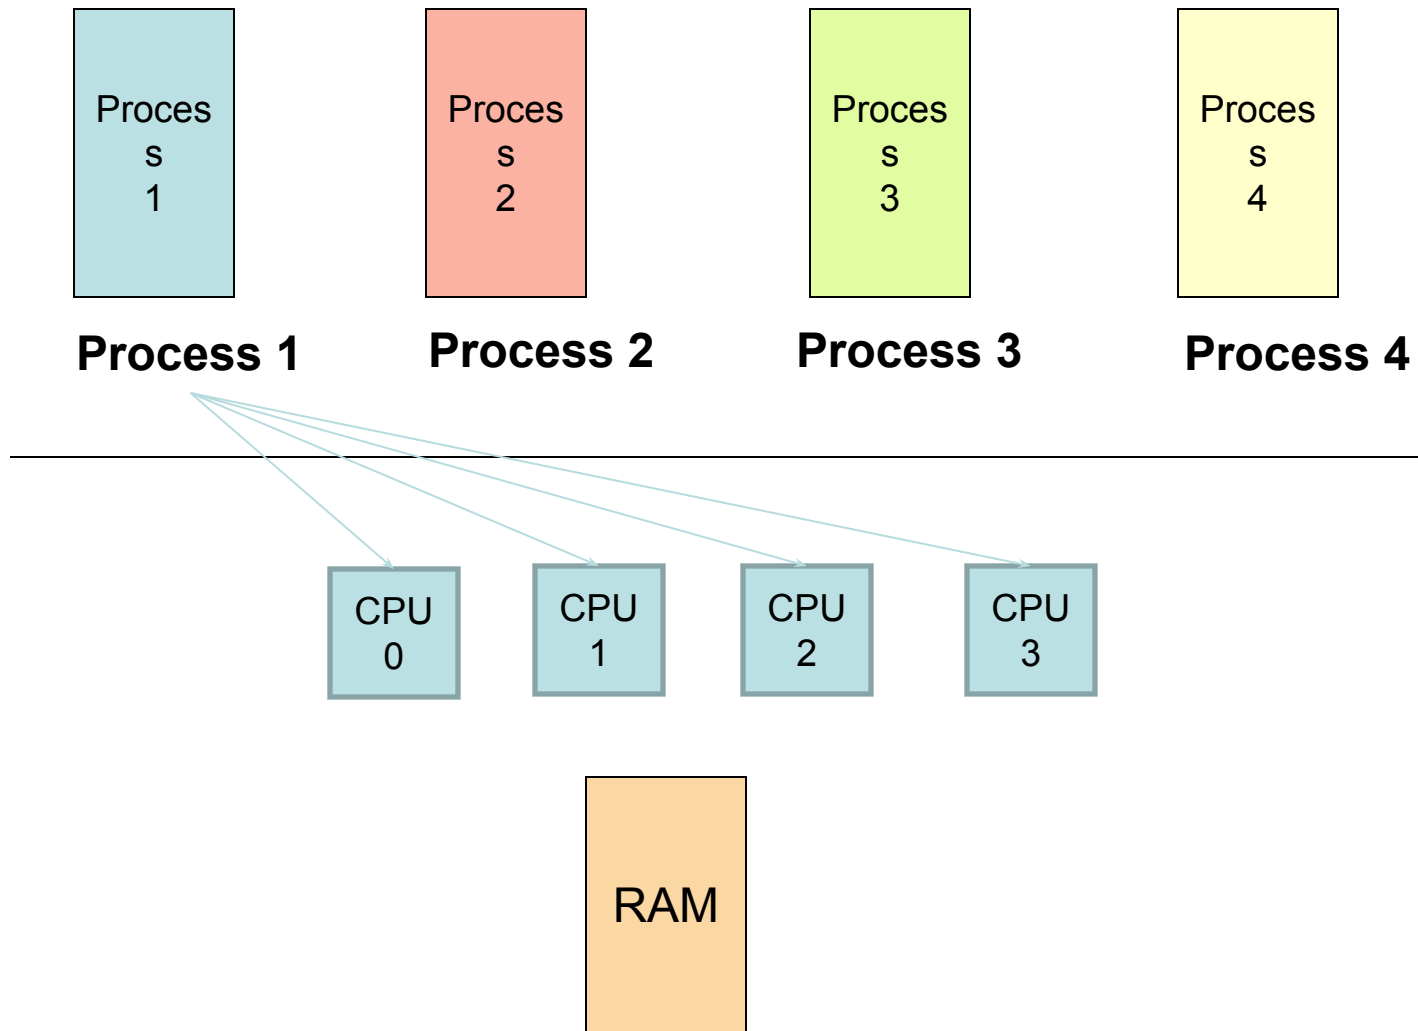 Proces
s
1
Proces
s
2
Proces
s
3
Proces
s
4
Process 1
Process 2
Process 3
Process 4
CPU
0
CPU
1
CPU
2
CPU
3
RAM